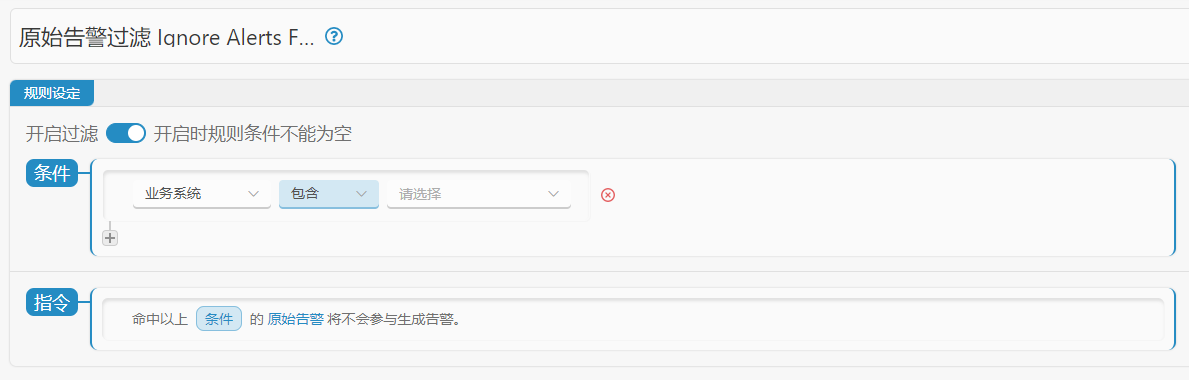 原始告警过滤 Ignore Alerts F...
规则设定
开启过滤 开启时规则条件不能为空
条件
业务系统 包含 请选择
指令
命中以上 条件 的 原始告警 将不会参与生成告警。